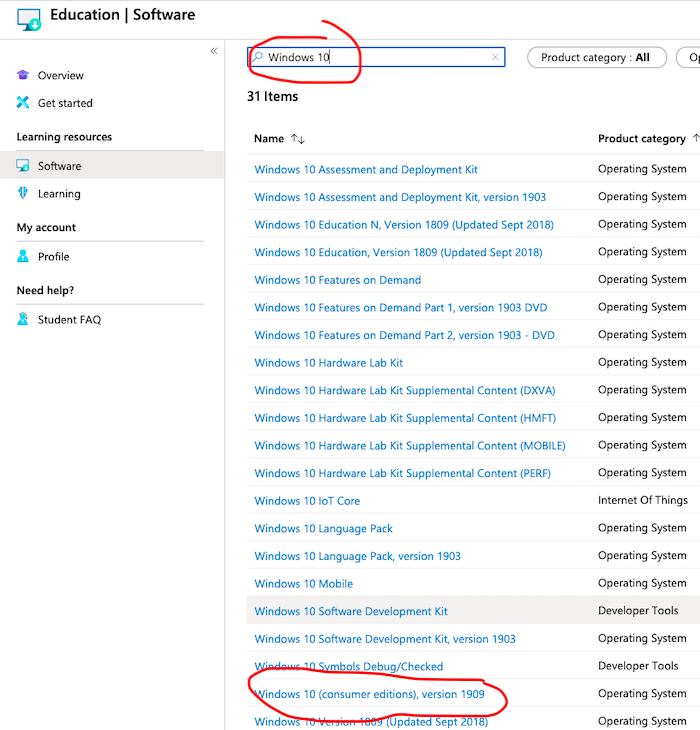 Education | Software
«
Overview
Get started
Learning resources
Software
Learning
My account
Profile
Need help?
Student FAQ
Windows 10
Product category : All
31 Items
Name ↑↓ Product category ↑
Windows 10 Assessment and Deployment Kit Operating System
Windows 10 Assessment and Deployment Kit, version 1903 Operating System
Windows 10 Education N, Version 1809 (Updated Sept 2018) Operating System
Windows 10 Education, Version 1809 (Updated Sept 2018) Operating System
Windows 10 Features on Demand Operating System
Windows 10 Features on Demand Part 1, version 1903 DVD Operating System
Windows 10 Features on Demand Part 2, version 1903 - DVD Operating System
Windows 10 Hardware Lab Kit Operating System
Windows 10 Hardware Lab Kit Supplemental Content (DXVA) Operating System
Windows 10 Hardware Lab Kit Supplemental Content (HMFT) Operating System
Windows 10 Hardware Lab Kit Supplemental Content (MOBILE) Operating System
Windows 10 Hardware Lab Kit Supplemental Content (PERF) Operating System
Windows 10 IoT Core Internet Of Things
Windows 10 Language Pack Operating System
Windows 10 Language Pack, version 1903 Operating System
Windows 10 Mobile Operating System
Windows 10 Software Development Kit Developer Tools
Windows 10 Software Development Kit, version 1903 Operating System
Windows 10 Symbols Debug/Checked Developer Tools
Windows 10 (consumer editions), version 1909 Operating System
Windows 10 Version 1809 (Updated Sept 2018) Operating System